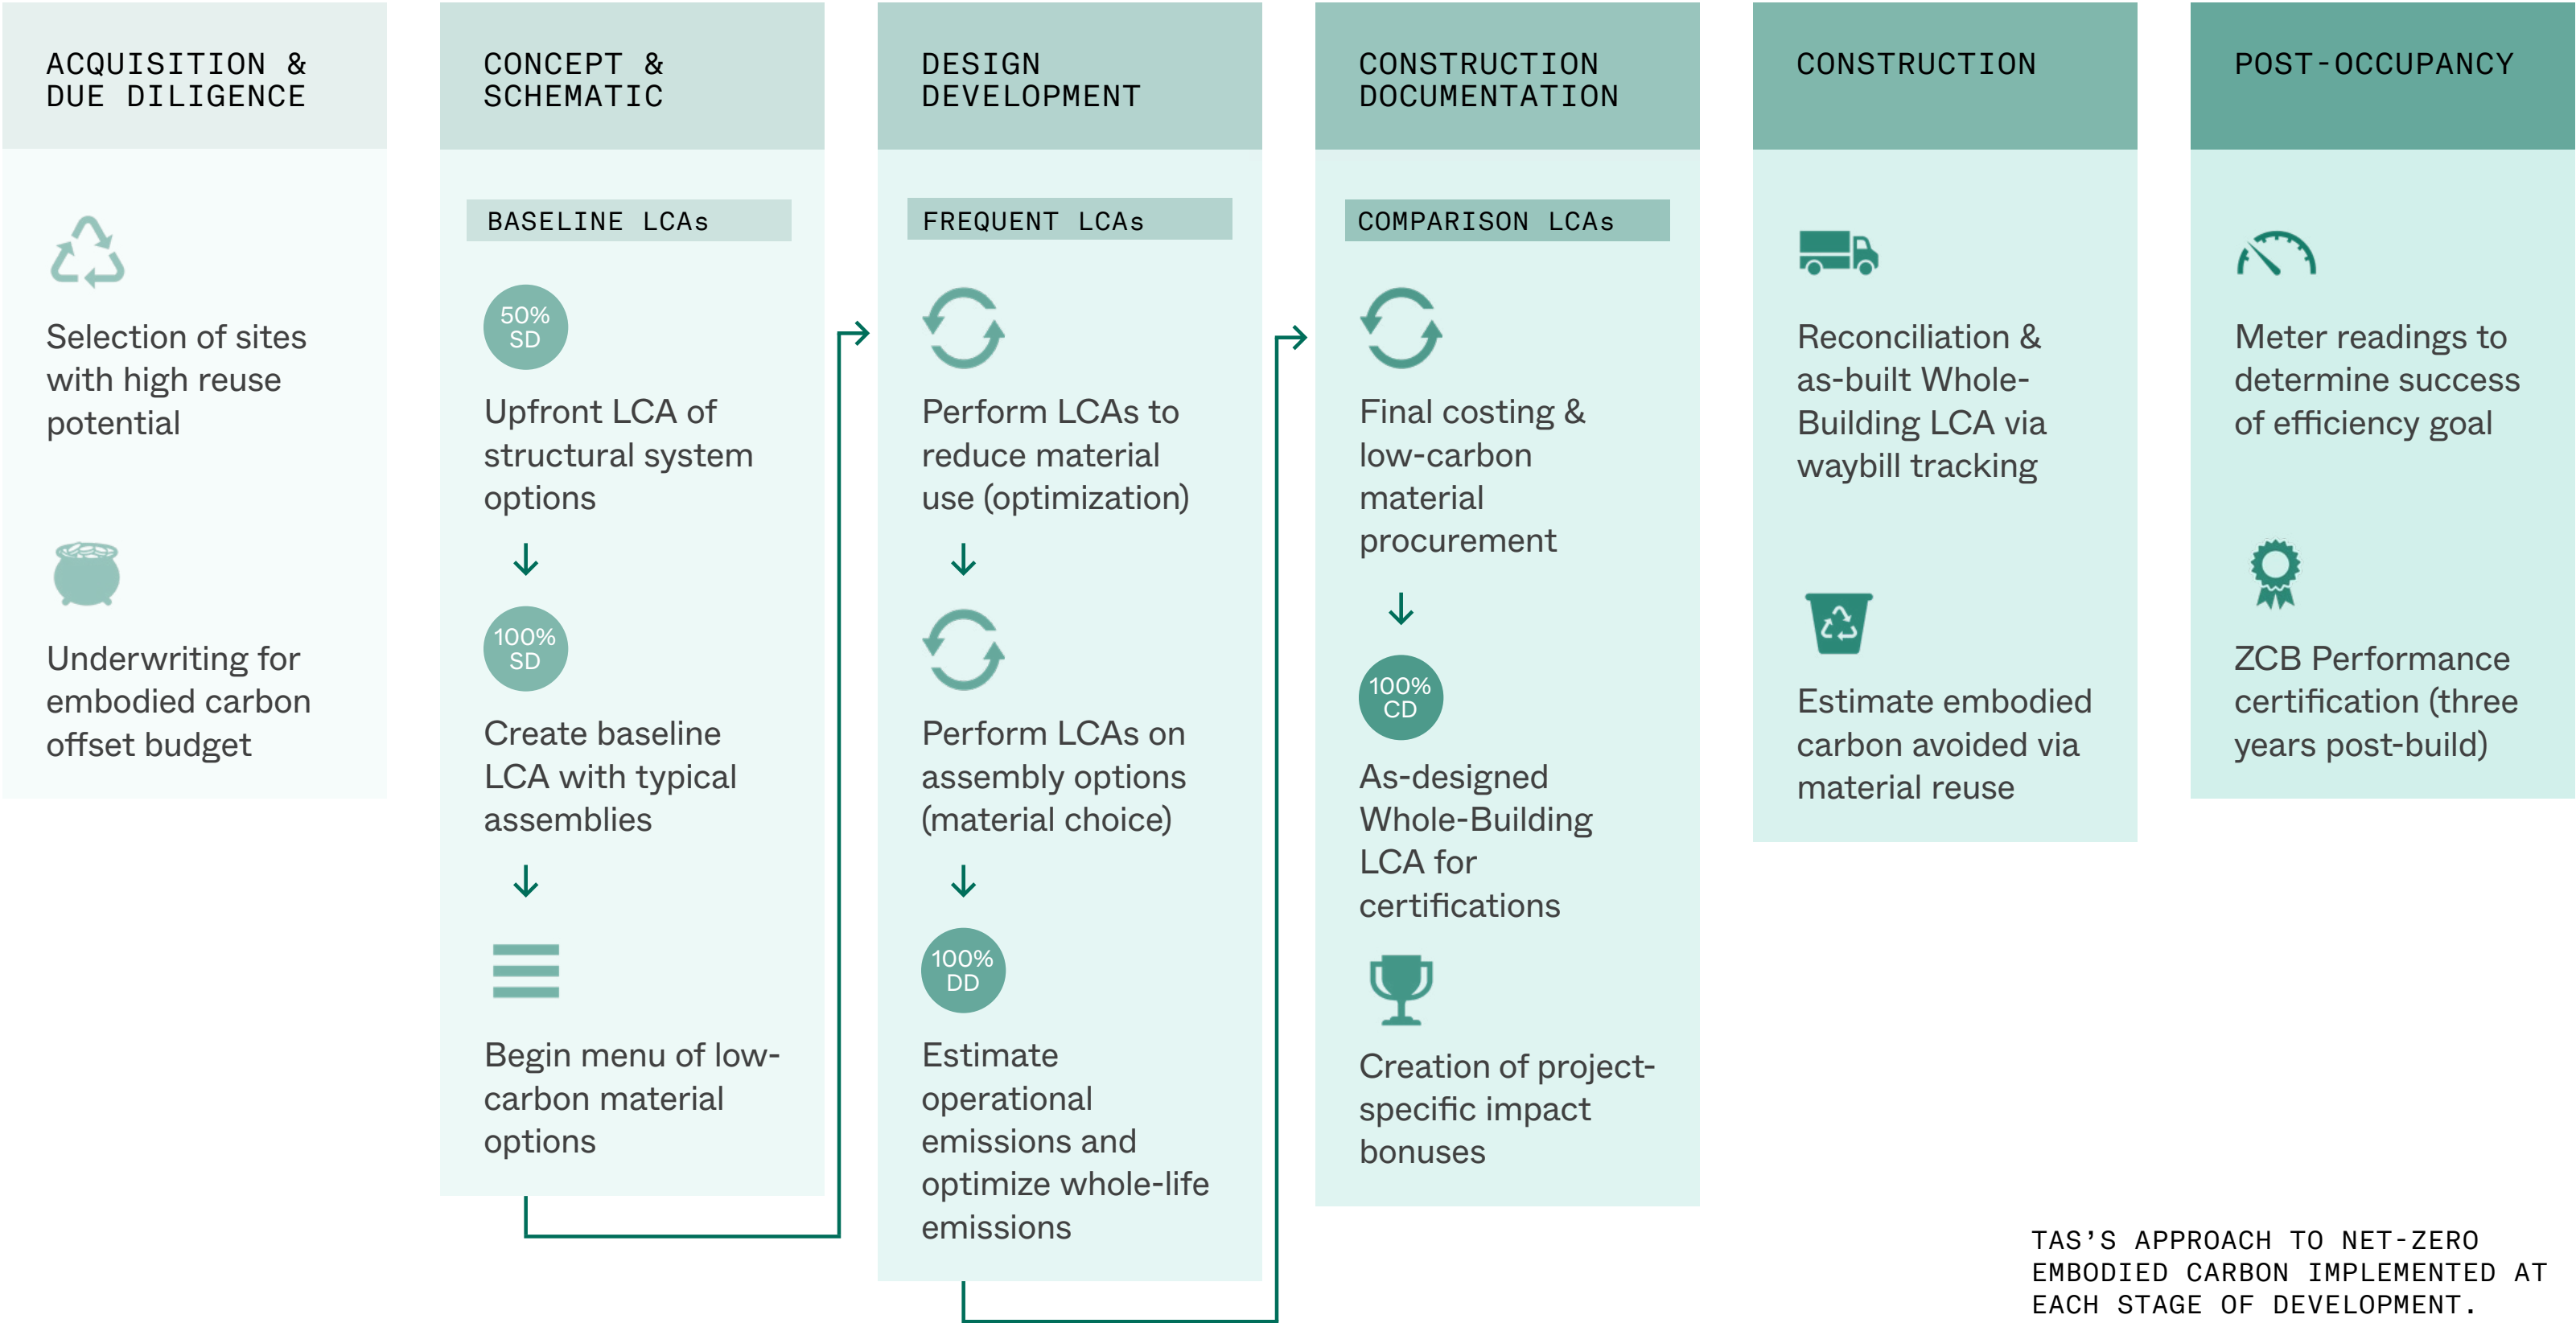 ACQUISITION &
DUE DILIGENCE
Selection of sites
with high reuse
potential
Underwriting for
embodied carbon
offset budget
CONCEPT &
SCHEMATIC
BASELINE LCAs
50%
SD
Upfront LCA of
structural system
options
100%
SD
Create baseline
LCA with typical
assemblies
Begin menu of low-
carbon material
options
DESIGN
DEVELOPMENT
FREQUENT LCAs
Perform LCAs to
reduce material
use (optimization)
Perform LCAs on
assembly options
(material choice)
100%
DD
Estimate
operational
emissions and
optimize whole-life
emissions
CONSTRUCTION
DOCUMENTATION
COMPARISON LCAs
Final costing &
low-carbon
material
procurement
100%
CD
As-designed
Whole-Building
LCA for
certifications
Creation of project-
specific impact
bonuses
CONSTRUCTION
Reconciliation &
as-built Whole-
Building LCA via
waybill tracking
Estimate embodied
carbon avoided via
material reuse
POST-OCCUPANCY
Meter readings to
determine success
of efficiency goal
ZCB Performance
certification (three
years post-build)
TAS’S APPROACH TO NET-ZERO
EMBODIED CARBON IMPLEMENTED AT
EACH STAGE OF DEVELOPMENT.